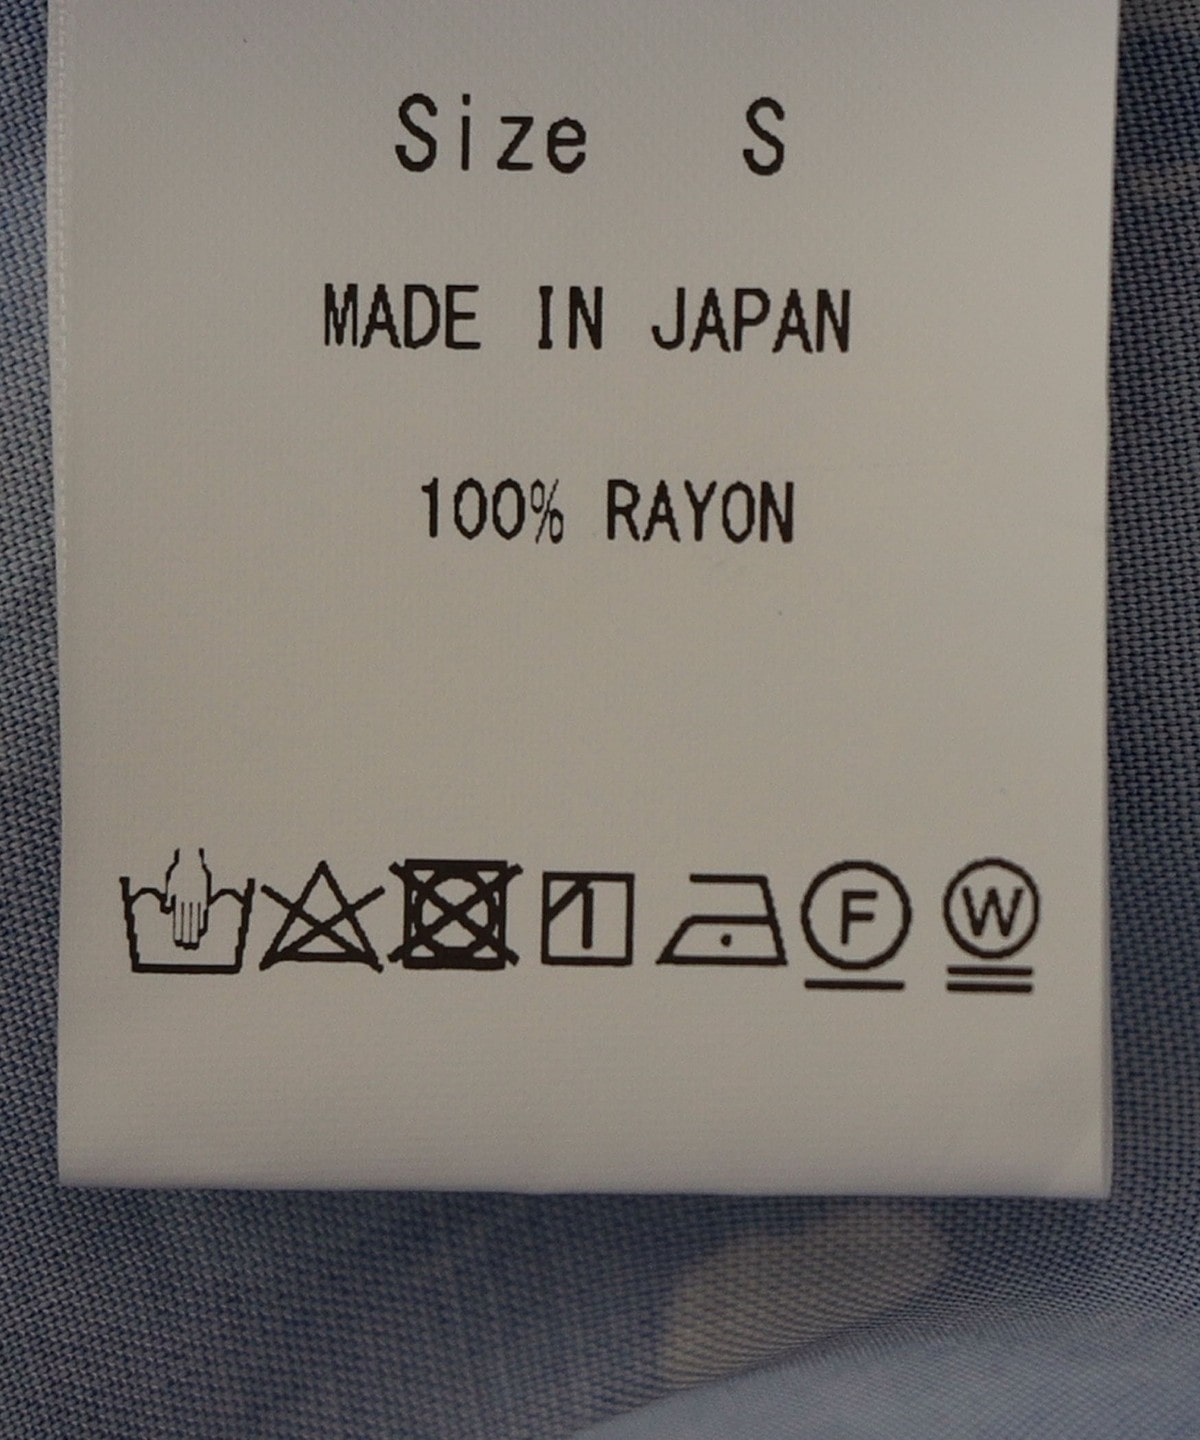 Size S
MADE IN JAPAN
100% RAYON
F W